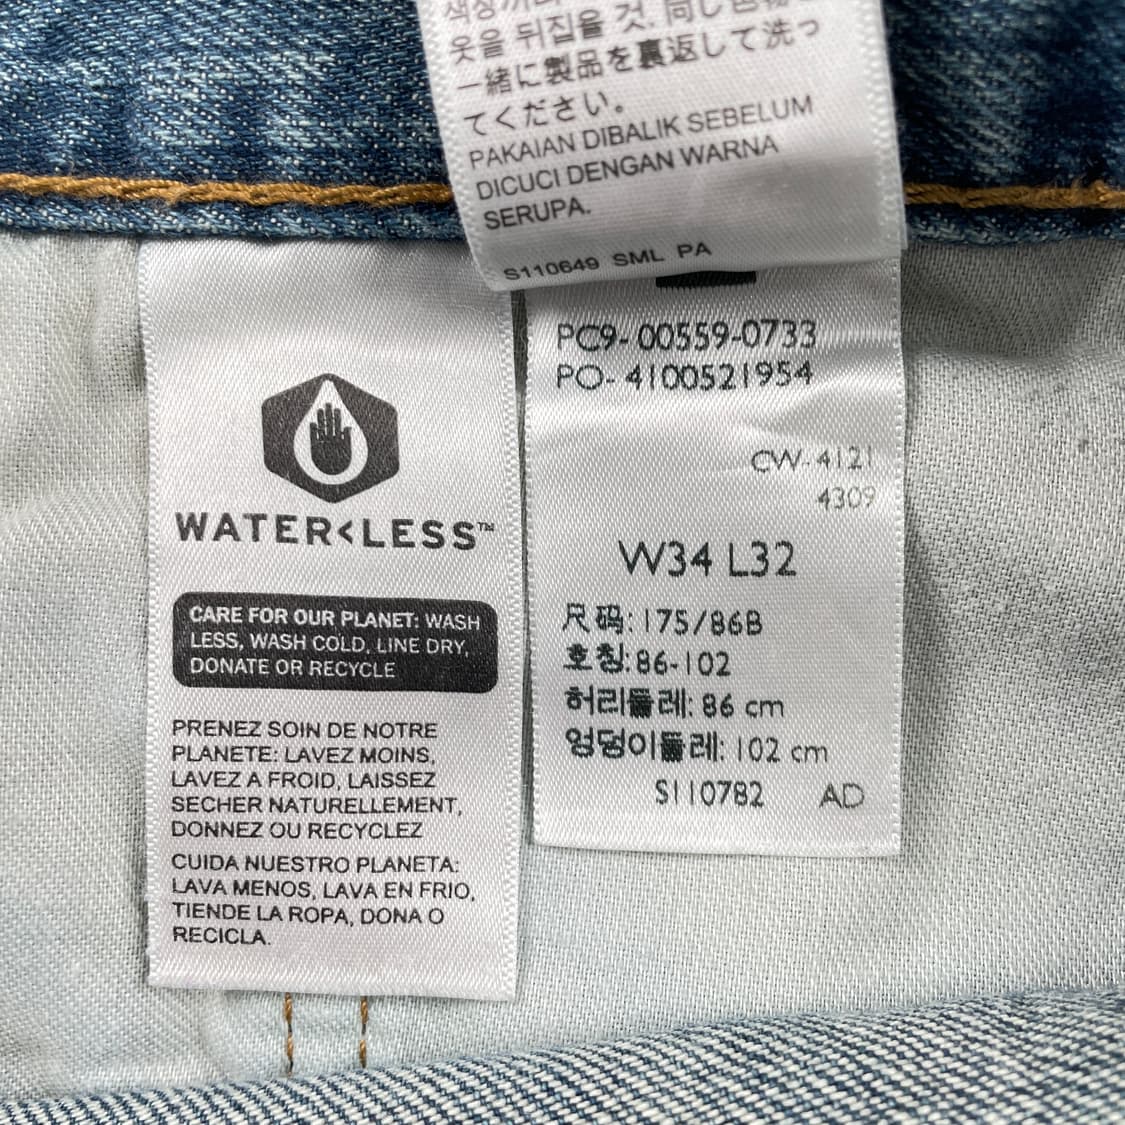 옷을 뒤집을 것. 同じ色物と
一緒に製品を裏返して洗っ
てください。
PAKAIAN DIBALIK SEBELUM
DICUCI DENGAN WARNA
SERUPA.
S110649 SML PA
WATER<LESS™
CARE FOR OUR PLANET: WASH
LESS, WASH COLD, LINE DRY,
DONATE OR RECYCLE
PRENEZ SOIN DE NOTRE
PLANETE: LAVEZ MOINS,
LAVEZ A FROID, LAISSEZ
SECHER NATURELLEMENT,
DONNEZ OU RECYCLEZ
CUIDA NUESTRO PLANETA:
LAVA MENOS, LAVA EN FRIO,
TIENDE LA ROPA, DONA O
RECICLA.
PC9- 00559-0733
PO- 4100521954
CW-4121
4309
W34 L32
尺码: 175/86B
호칭: 86-102
허리둘레: 86 cm
엉덩이둘레: 102 cm
S110782 AD